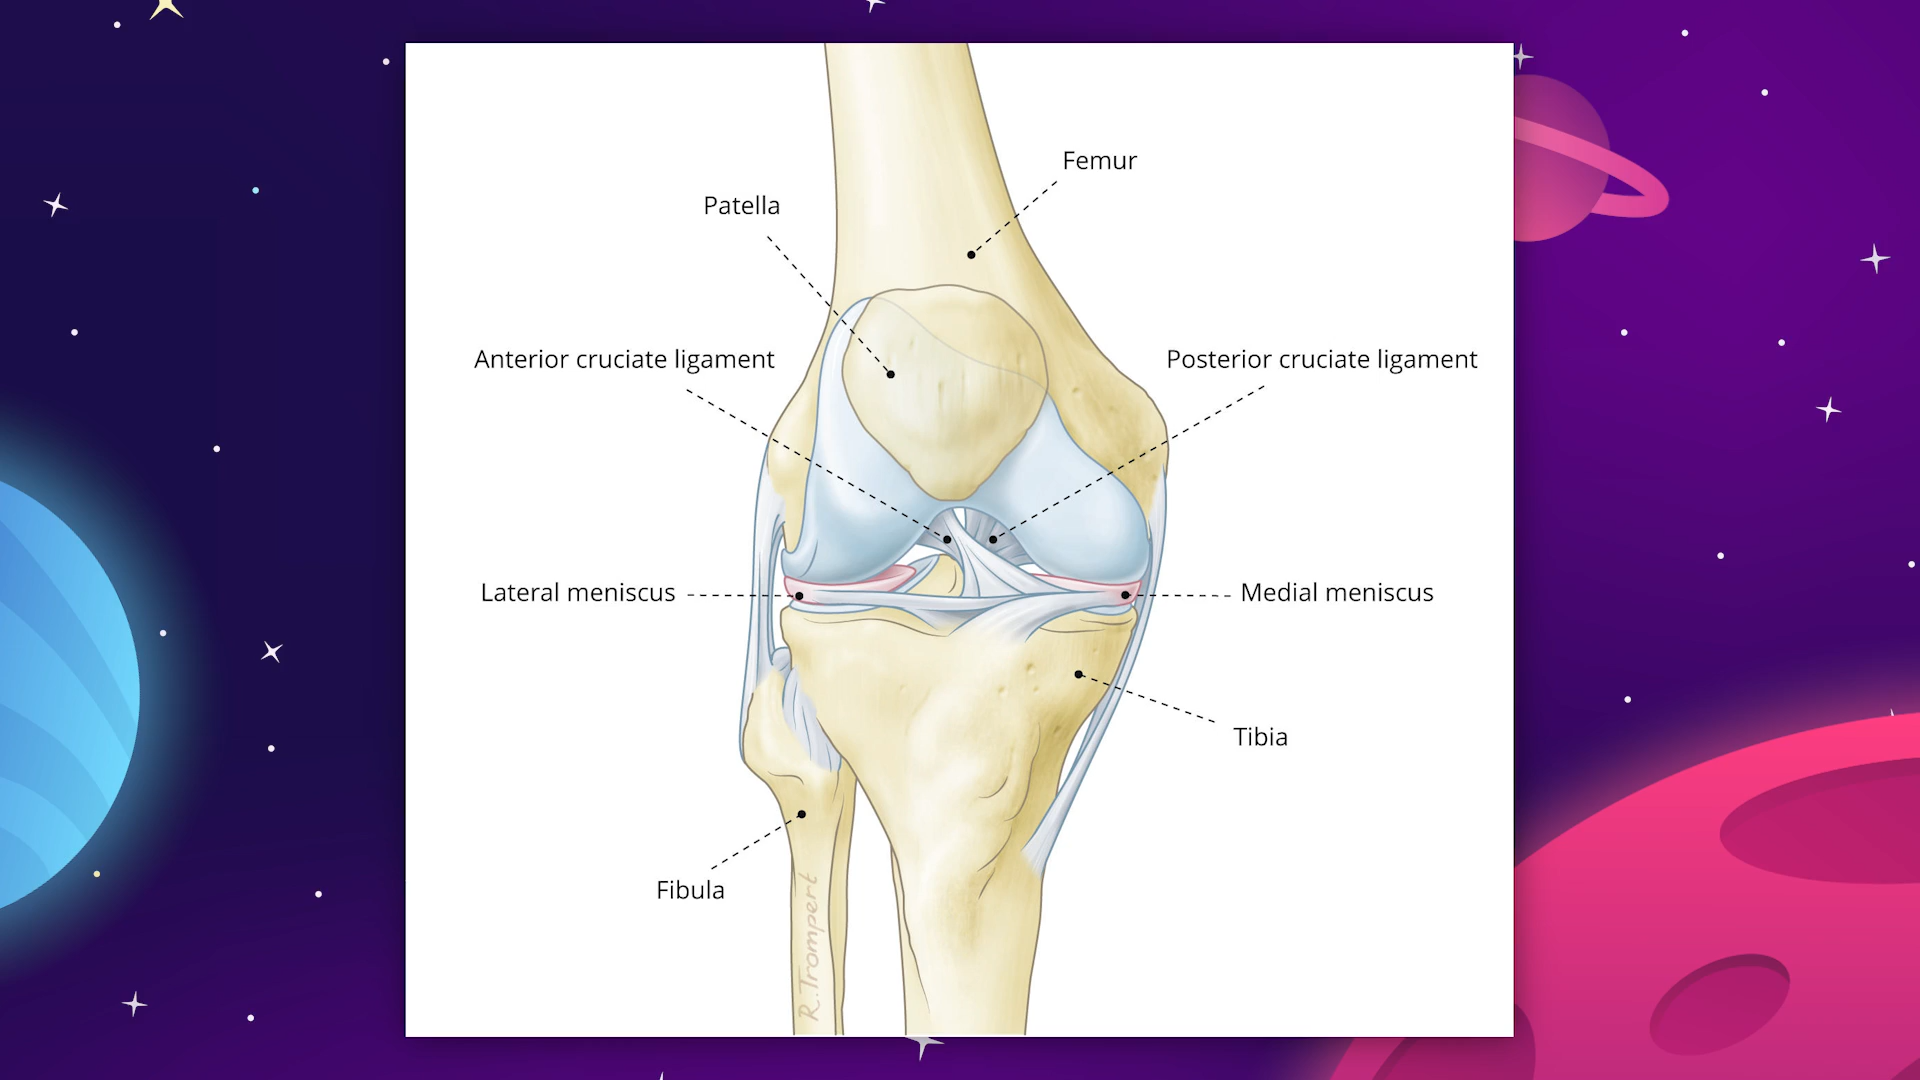 Femur
Patella
Anterior cruciate ligament
Posterior cruciate ligament
Lateral meniscus
Medial meniscus
Tibia
Fibula
R. Trompert